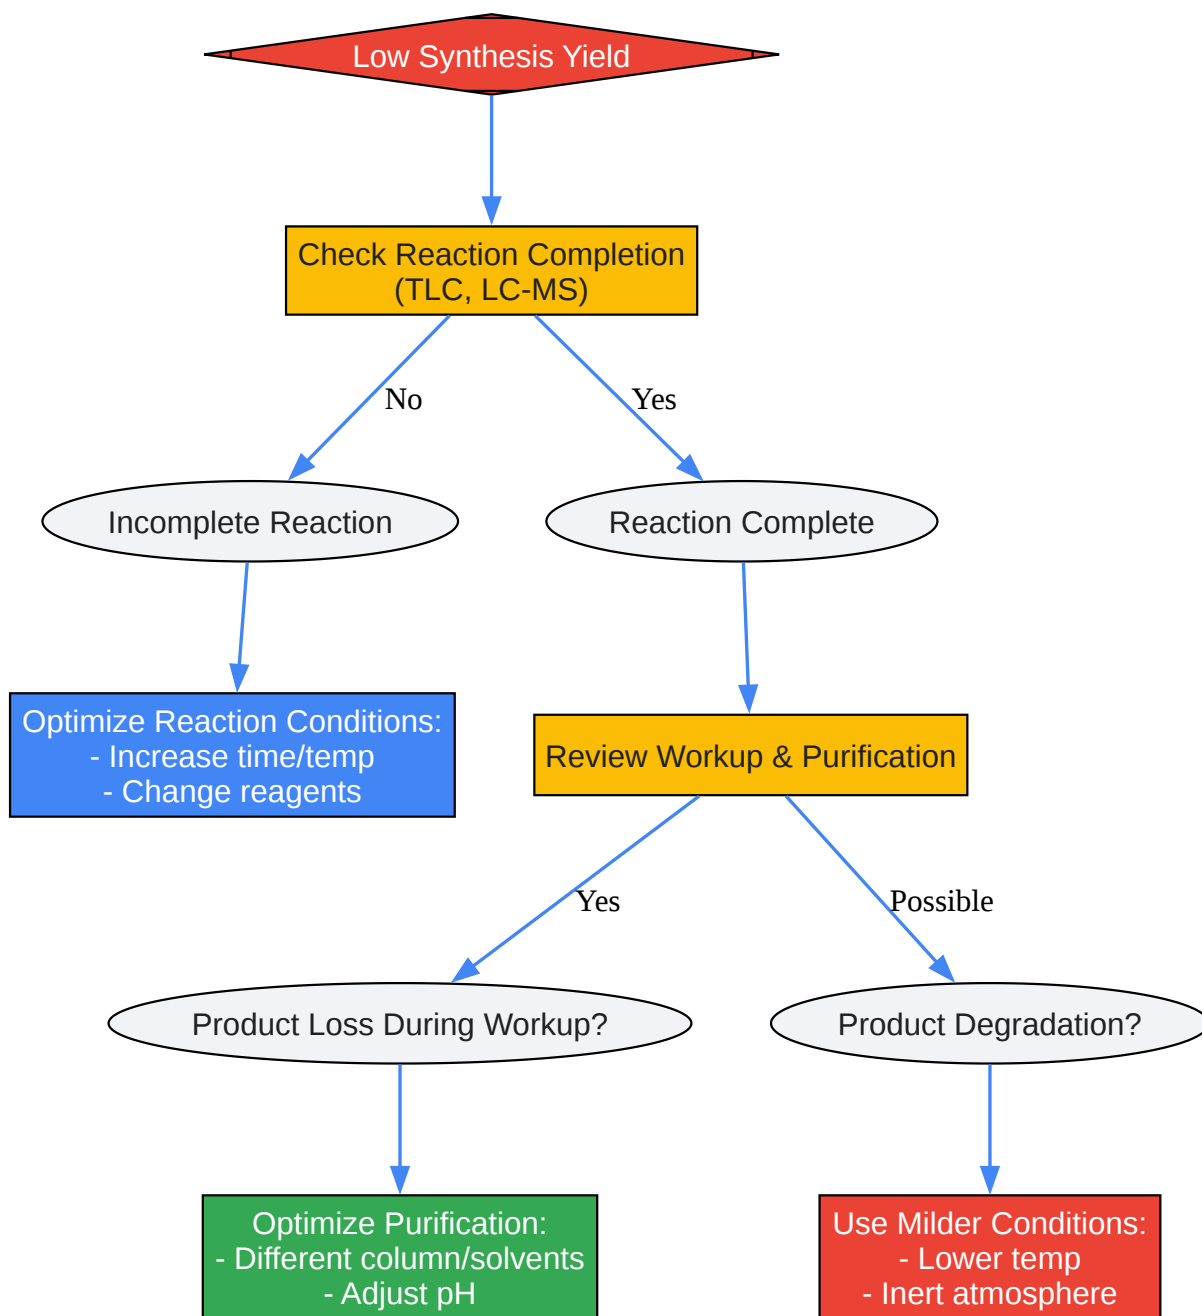 Low Synthesis Yield
Check Reaction Completion
(TLC, LC-MS)
No
Yes
Incomplete Reaction
Reaction Complete
Optimize Reaction Conditions:
- Increase time/temp
- Change reagents
Review Workup & Purification
Yes
Possible
Product Loss During Workup?
Product Degradation?
Optimize Purification:
- Different column/solvents
- Adjust pH
Use Milder Conditions:
- Lower temp
- Inert atmosphere